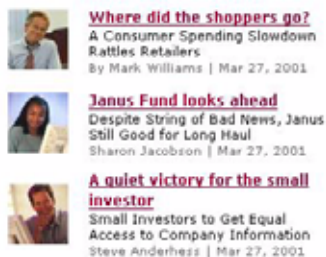 Where did the shoppers go?
A Consumer Spending Slowdown
Rattles Retailers
By Mark Williams | Mar 27, 2001
Janus Fund looks ahead
Despite String of Bad News, Janus
Still Good for Long Haul
Sharon Jacobson | Mar 27, 2001
A quiet victory for the small
investor
Small Investors to Get Equal
Access to Company Information
Steve Anderhess | Mar 27, 2001